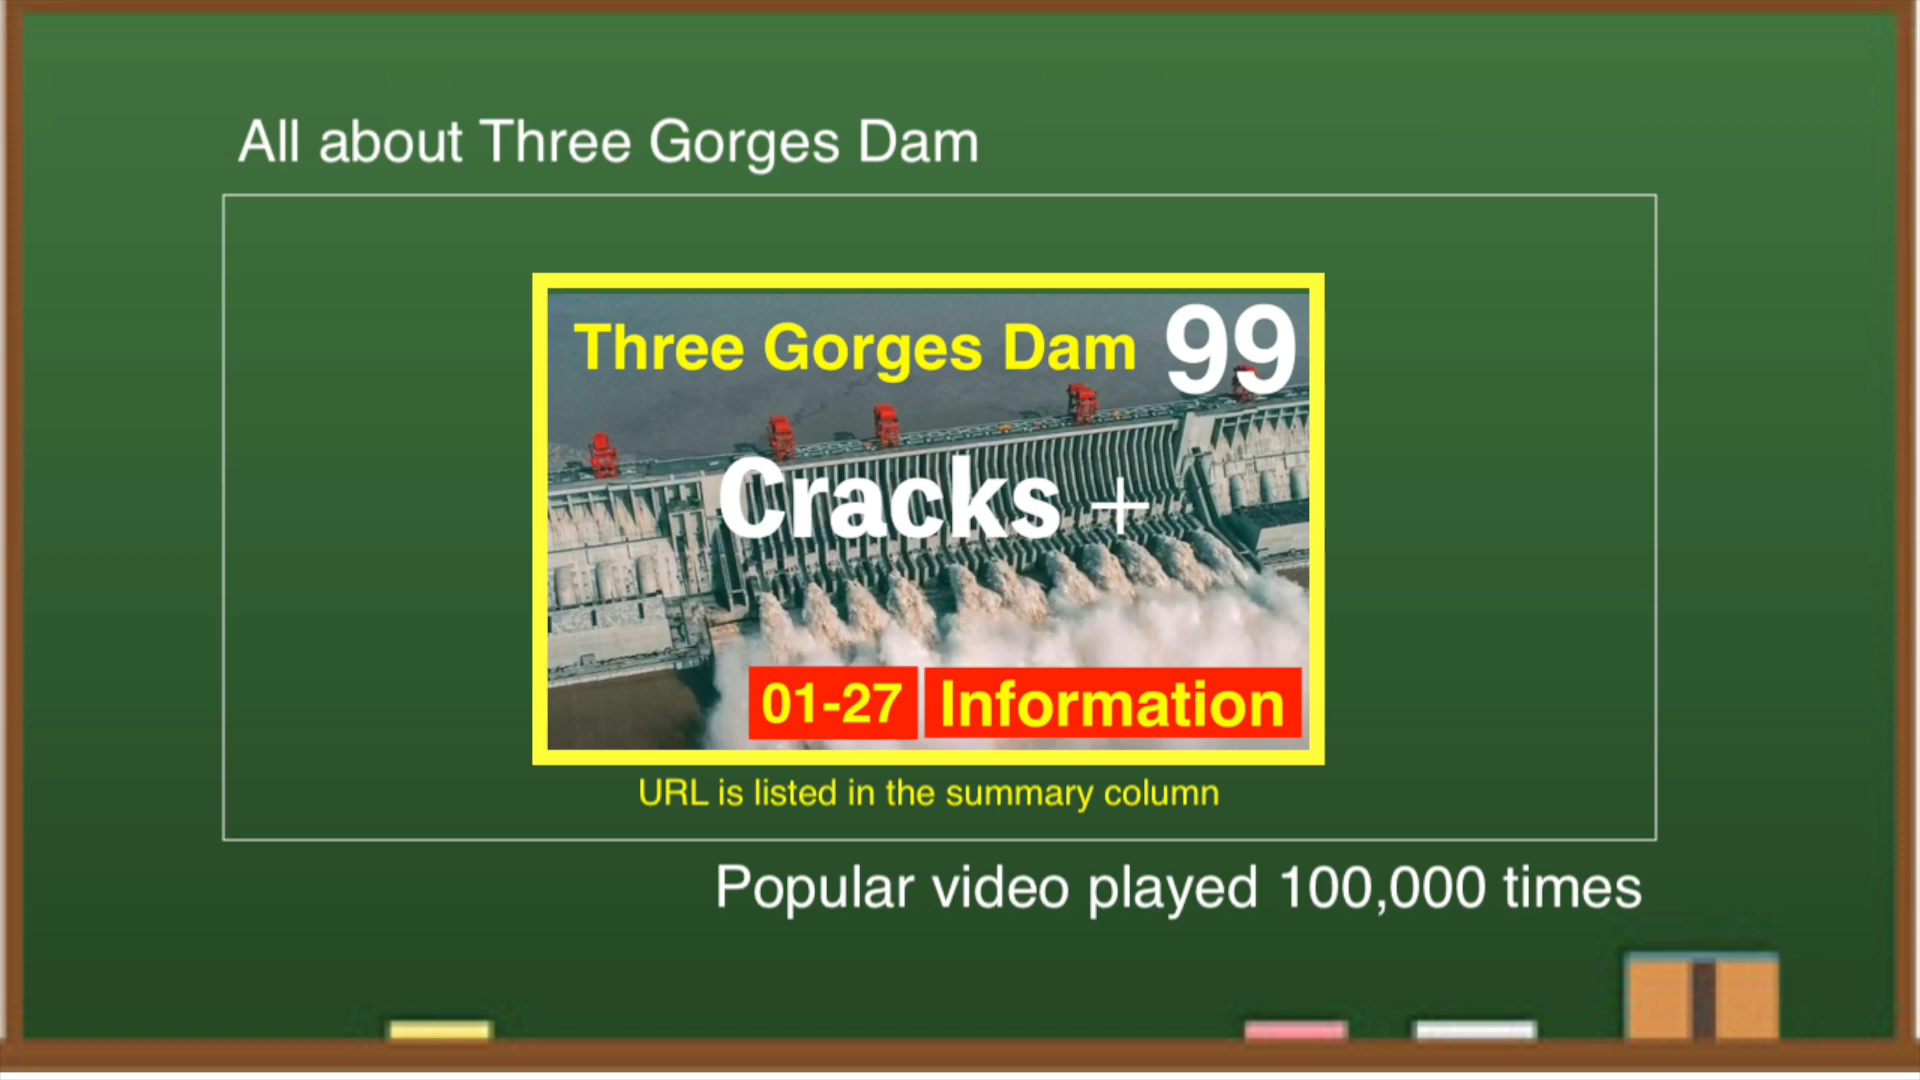 All about Three Gorges Dam
Three Gorges Dam 99
Cracks +
01-27 Information
URL is listed in the summary column
Popular video played 100,000 times